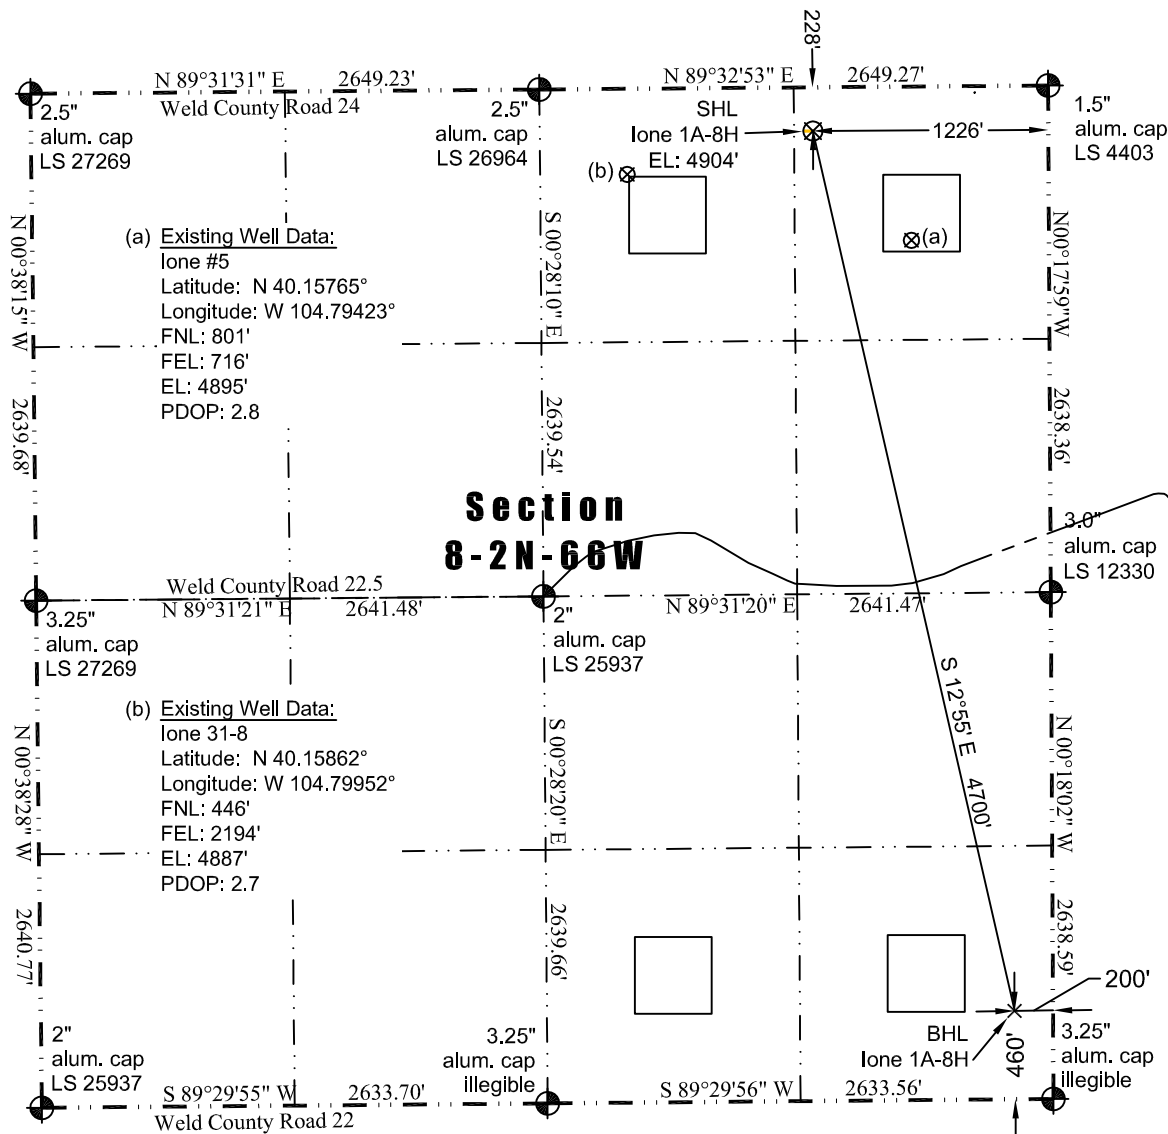 228'
N 89°31'31" E 2649.23'
N 89°32'53" E 2649.27'
Weld County Road 24
2.5"
alum. cap
LS 27269
2.5"
alum. cap
LS 26964
SHL
Ione 1A-8H
EL: 4904'
1226'
1.5"
alum. cap
LS 4403
(b)
(a)
(a) Existing Well Data:
Ione #5
Latitude: N 40.15765°
Longitude: W 104.79423°
FNL: 801'
FEL: 716'
EL: 4895'
PDOP: 2.8
N 00°38'15" W
2639.68'
S 00°28'10" E
2639.54'
N00°17'59"W
2638.36'
Section
8-2N-66W
3.0"
alum. cap
LS 12330
Weld County Road 22.5
N 89°31'21" E 2641.48'
N 89°31'20" E 2641.47'
3.25"
alum. cap
LS 27269
2"
alum. cap
LS 25937
S 12°55' E 4700'
(b) Existing Well Data:
Ione 31-8
Latitude: N 40.15862°
Longitude: W 104.79952°
FNL: 446'
FEL: 2194'
EL: 4887'
PDOP: 2.7
N 00°38'28" W
2640.77'
S 00°28'20" E
2639.66'
N 00°18'02" W
2638.59'
200'
BHL
Ione 1A-8H
460'
2"
alum. cap
LS 25937
3.25"
alum. cap
illegible
3.25"
alum. cap
illegible
S 89°29'55" W 2633.70'
S 89°29'56" W 2633.56'
Weld County Road 22